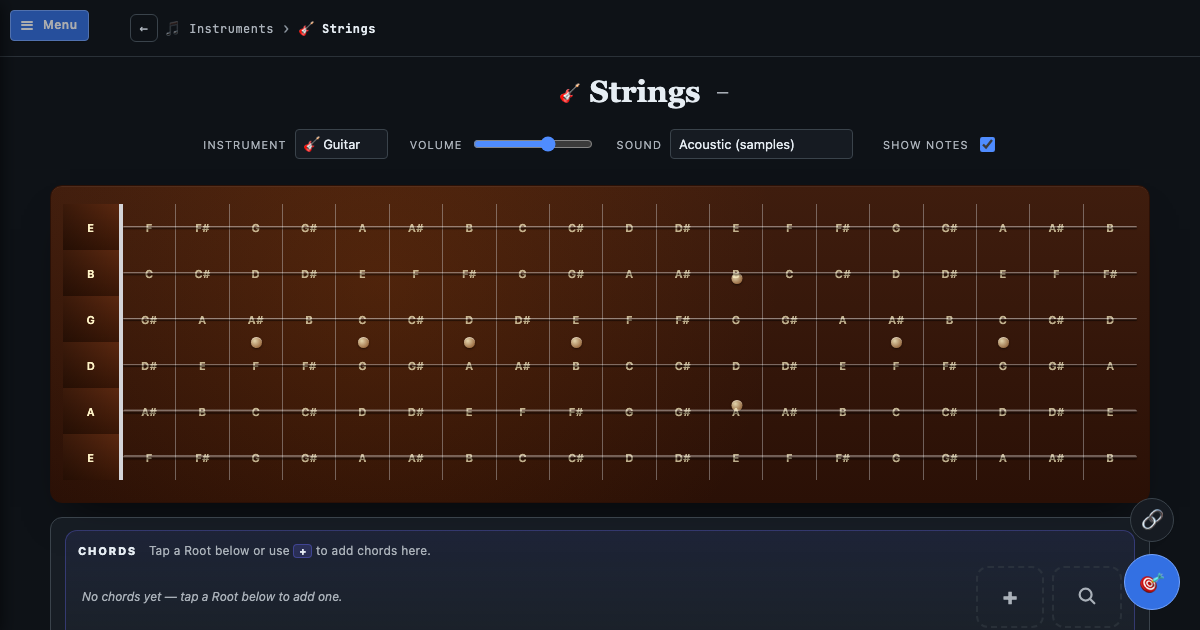 Menu
← Instruments › Strings
Strings –
INSTRUMENT Guitar VOLUME SOUND Acoustic (samples) SHOW NOTES
E F F# G G# A A# B C C# D D# E F F# G G# A A# B
B C C# D D# E F F# G G# A A# B C C# D D# E F F#
G G# A A# B C C# D D# E F F# G G# A A# B C C# D
D D# E F F# G G# A A# B C C# D D# E F F# G G# A
A A# B C C# D D# E F F# G G# A A# B C C# D D# E
E F F# G G# A A# B C C# D D# E F F# G G# A A# B
CHORDS Tap a Root below or use + to add chords here.
No chords yet — tap a Root below to add one.
+